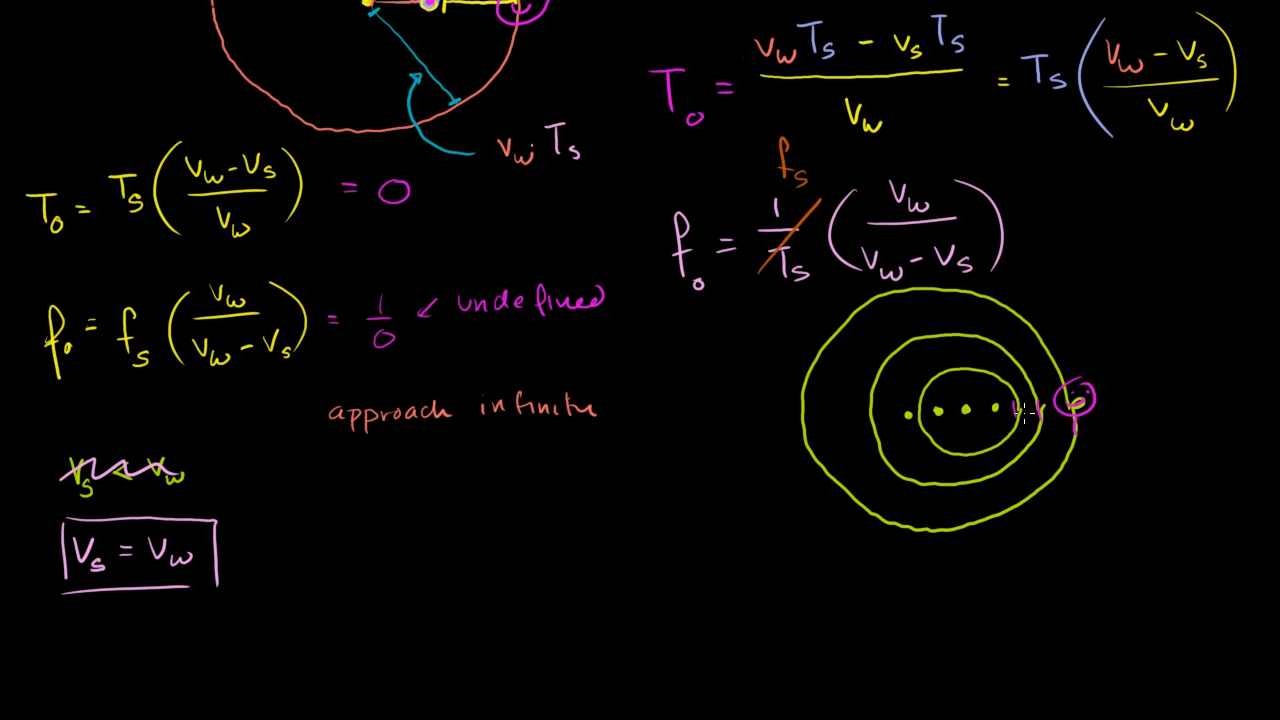 T₀ = (v_w T_s − v_s T_s) / v_w = T_s ((v_w − v_s) / v_w)
v_w · T_s
T₀ = T_s ((v_w − v_s) / v_w) = 0
f₀ = f_s (v_w / (v_w − v_s)) = 1/0 ← undefined
approach infinite
v_s < v_w
v_s = v_w
f_s
f₀ = 1/T_s (v_w / (v_w − v_s))